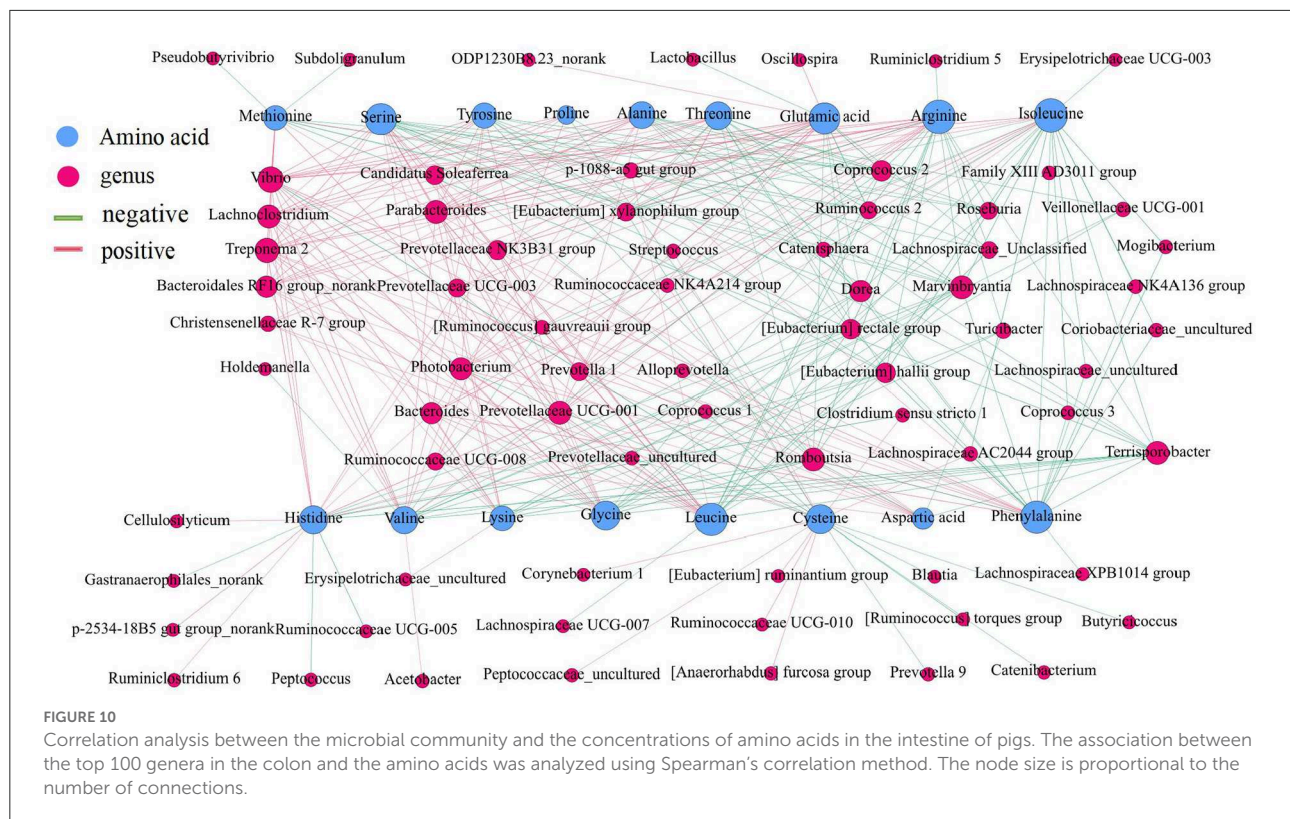 Pseudobutyrivibrio
Subdoligranulum
ODP1230B8.23_norank
Lactobacillus
Oscillospira
Ruminiclostridium 5
Erysipelotrichaceae UCG-003
Methionine
Serine
Tyrosine
Proline
Alanine
Threonine
Glutamic acid
Arginine
Isoleucine
Amino acid
genus
negative
positive
Vibrio
Candidatus Soleaferrea
p-1088-a5 gut group
Coprococcus 2
Family XIII AD3011 group
Lachnoclostridium
Parabacteroides
[Eubacterium] xylanophilum group
Ruminococcus 2
Roseburia
Veillonellaceae UCG-001
Treponema 2
Prevotellaceae NK3B31 group
Streptococcus
Catenisphaera
Lachnospiraceae_Unclassified
Mogibacterium
Bacteroidales RF16 group_norank
Prevotellaceae UCG-003
Ruminococcaceae NK4A214 group
Dorea
Marvinbryantia
Lachnospiraceae NK4A136 group
Christensenellaceae R-7 group
[Ruminococcus] gauvreauii group
[Eubacterium] rectale group
Turicibacter
Coriobacteriaceae_uncultured
Holdemanella
Photobacterium
Prevotella 1
Alloprevotella
[Eubacterium] hallii group
Lachnospiraceae_uncultured
Bacteroides
Prevotellaceae UCG-001
Coprococcus 1
Clostridium sensu stricto 1
Coprococcus 3
Ruminococcaceae UCG-008
Prevotellaceae_uncultured
Romboutsia
Lachnospiraceae AC2044 group
Terrisporobacter
Cellulosilyticum
Histidine
Valine
Lysine
Glycine
Leucine
Cysteine
Aspartic acid
Phenylalanine
Gastranaerophilales_norank
Erysipelotrichaceae_uncultured
Corynebacterium 1
[Eubacterium] ruminantium group
Blautia
Lachnospiraceae XPB1014 group
p-2534-18B5 gut group_norank
Ruminococcaceae UCG-005
Lachnospiraceae UCG-007
Ruminococcaceae UCG-010
[Ruminococcus] torques group
Butyricicoccus
Ruminiclostridium 6
Peptococcus
Acetobacter
Peptococcaceae_uncultured
[Anaerorhabdus] furcosa group
Prevotella 9
Catenibacterium
FIGURE 10
Correlation analysis between the microbial community and the concentrations of amino acids in the intestine of pigs. The association between
the top 100 genera in the colon and the amino acids was analyzed using Spearman's correlation method. The node size is proportional to the
number of connections.